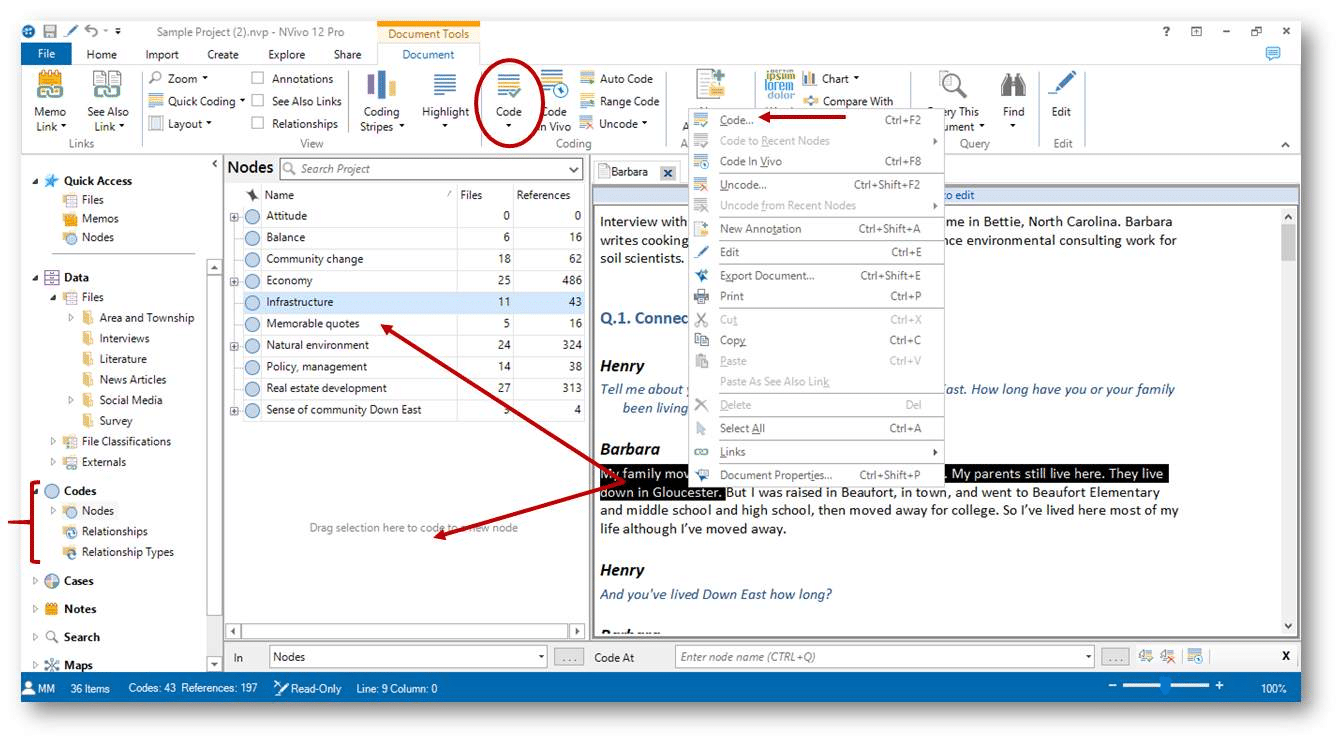 Sample Project (2).nvp - NVivo 12 Pro
Document Tools
?
File Home Import Create Explore Share Document
Memo Link
See Also Link
Links
Zoom
Quick Coding
Layout
Annotations
See Also Links
Relationships
View
Coding Stripes
Highlight
Code
Code In Vivo
Auto Code
Range Code
Uncode
Coding
Chart
Compare With
Query This
Find
Query
Edit
Edit
Quick Access
Files
Memos
Nodes
Data
Files
Area and Township
Interviews
Literature
News Articles
Social Media
Survey
File Classifications
Externals
Codes
Nodes
Relationships
Relationship Types
Cases
Notes
Search
Maps
Nodes
Search Project
Name Files References
Attitude 0 0
Balance 6 16
Community change 18 62
Economy 25 486
Infrastructure 11 43
Memorable quotes 5 16
Natural environment 24 324
Policy, management 14 38
Real estate development 27 313
Sense of community Down East 4
Drag selection here to code to a new node
Barbara
to edit
Interview with me in Bettie, North Carolina. Barbara
writes cooking nce environmental consulting work for
soil scientists.
Q.1. Connec
Henry
Tell me about ast. How long have you or your family
been living
Barbara
My family mov . My parents still live here. They live
down in Gloucester. But I was raised in Beaufort, in town, and went to Beaufort Elementary
and middle school and high school, then moved away for college. So I've lived here most of my
life although I've moved away.
Henry
And you've lived Down East how long?
Barbara
Code... Ctrl+F2
Code to Recent Nodes
Code In Vivo Ctrl+F8
Uncode... Ctrl+Shift+F2
Uncode from Recent Nodes
New Annotation Ctrl+Shift+A
Edit Ctrl+E
Export Document... Ctrl+Shift+E
Print Ctrl+P
Cut Ctrl+X
Copy Ctrl+C
Paste Ctrl+V
Paste As See Also Link
Delete Del
Select All Ctrl+A
Links
Document Properties... Ctrl+Shift+P
In Nodes ... Code At Enter node name (CTRL+Q) ... X
MM 36 Items Codes: 43 References: 197 Read-Only Line: 9 Column: 0 100%